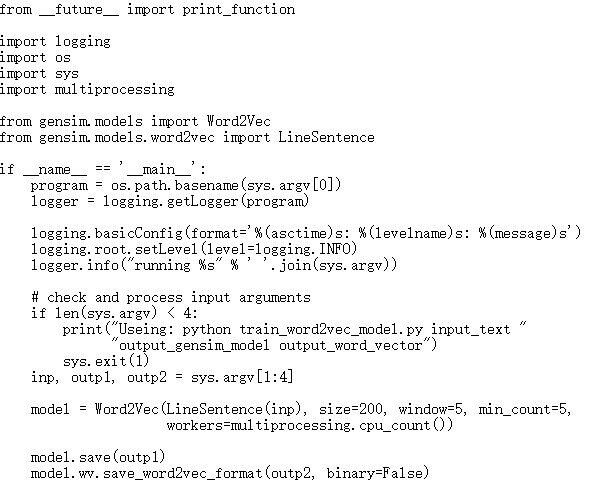 from __future__ import print_function

import logging
import os
import sys
import multiprocessing

from gensim.models import Word2Vec
from gensim.models.word2vec import LineSentence

if __name__ == '__main__':
    program = os.path.basename(sys.argv[0])
    logger = logging.getLogger(program)

    logging.basicConfig(format='%(asctime)s: %(levelname)s: %(message)s')
    logging.root.setLevel(level=logging.INFO)
    logger.info("running %s" % ' '.join(sys.argv))

    # check and process input arguments
    if len(sys.argv) < 4:
        print("Useing: python train_word2vec_model.py input_text "
              "output_gensim_model output_word_vector")
        sys.exit(1)
    inp, outp1, outp2 = sys.argv[1:4]

    model = Word2Vec(LineSentence(inp), size=200, window=5, min_count=5,
                     workers=multiprocessing.cpu_count())

    model.save(outp1)
    model.wv.save_word2vec_format(outp2, binary=False)